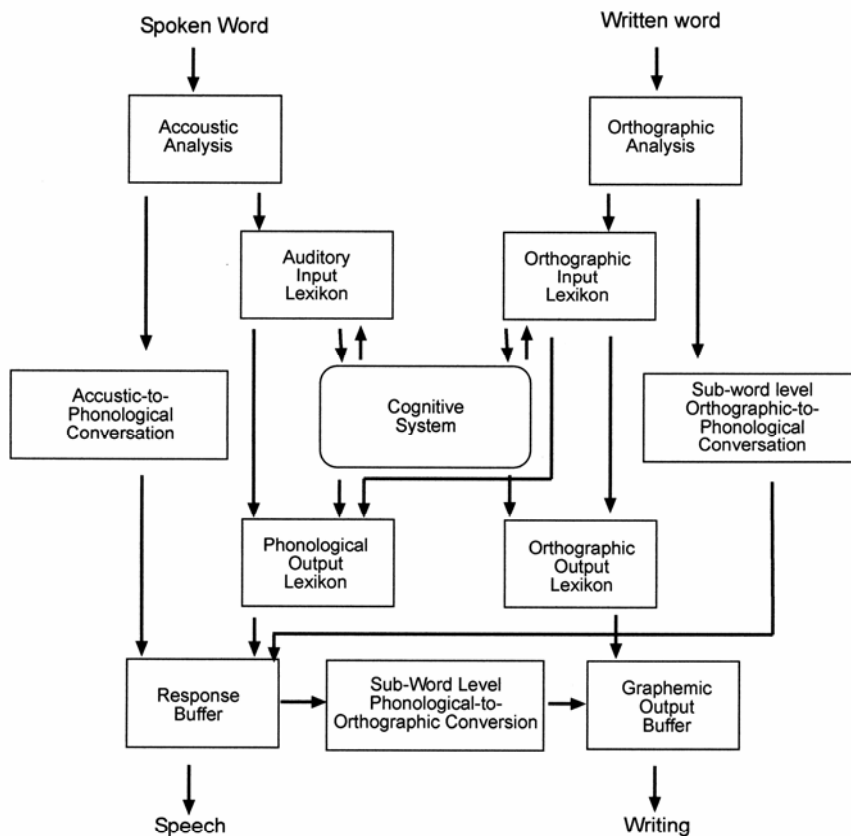 Spoken Word
Written word
Accoustic
Analysis
Orthographic
Analysis
Auditory
Input
Lexikon
Orthographic
Input
Lexikon
Accustic-to-
Phonological
Conversation
Cognitive
System
Sub-word level
Orthographic-to-
Phonological
Conversation
Phonological
Output
Lexikon
Orthographic
Output
Lexikon
Response
Buffer
Sub-Word Level
Phonological-to-
Orthographic Conversion
Graphemic
Output
Buffer
Speech
Writing